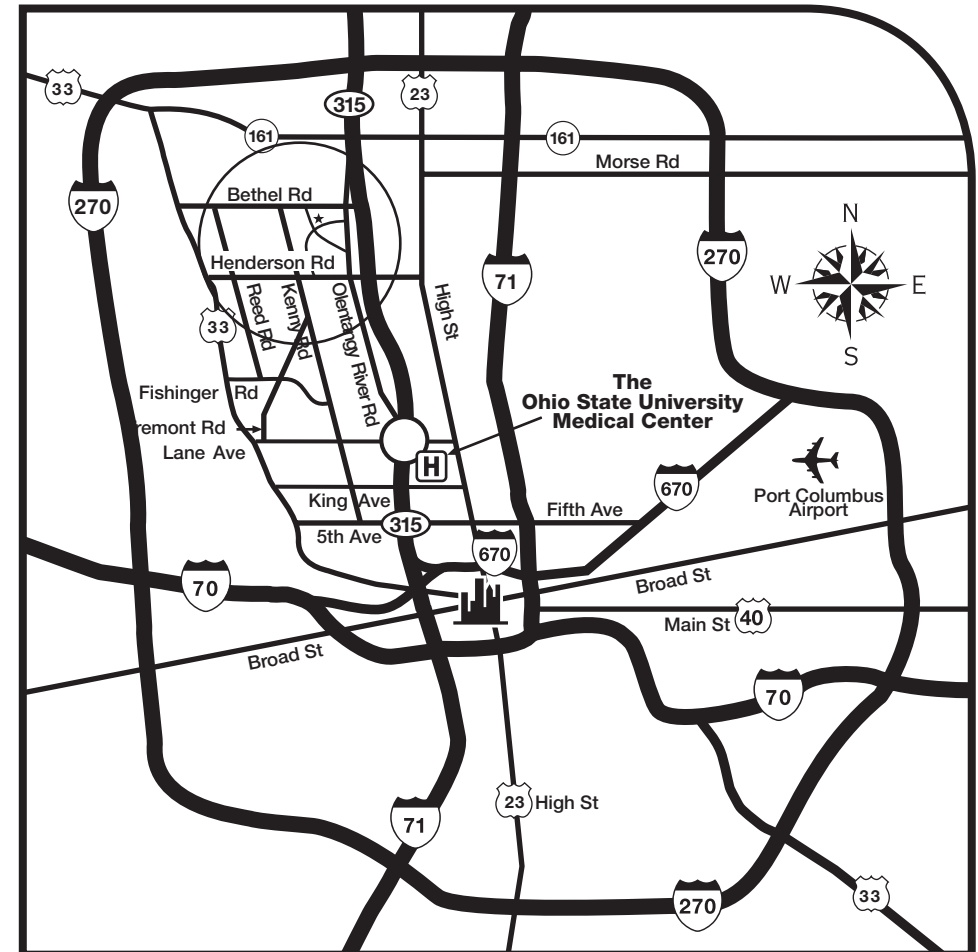 33
315
23
161
161
Morse Rd
Bethel Rd
270
N
Henderson Rd
270
71
W
E
Reed Rd
Kenny Rd
Olentangy River Rd
High St
33
S
Fishinger Rd
The
Ohio State University
Medical Center
remont Rd
Lane Ave
H
670
King Ave
Port Columbus
Airport
315
Fifth Ave
5th Ave
670
70
Broad St
Main St
40
Broad St
70
23
High St
71
33
270